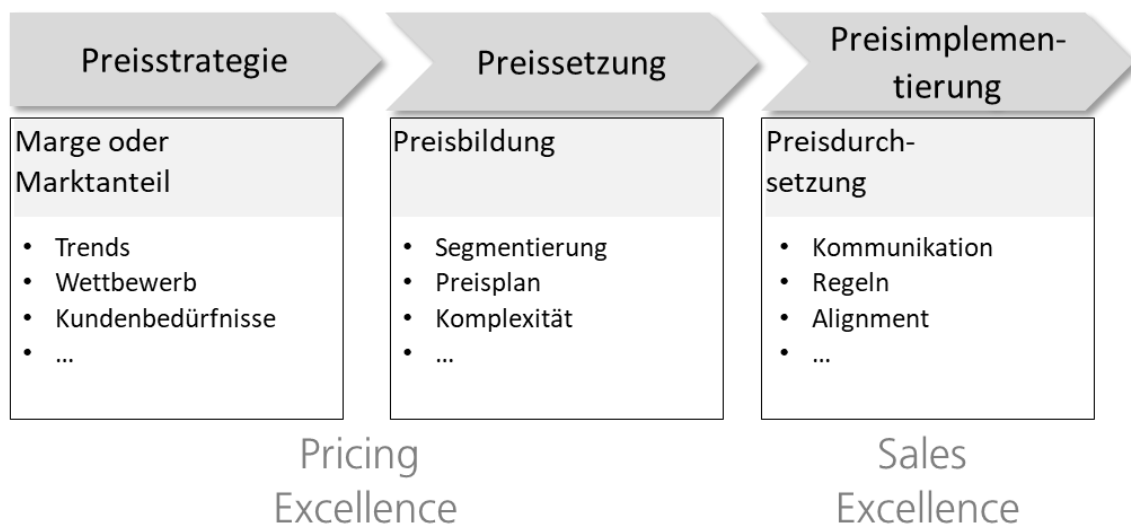 Preisstrategie
Preissetzung
Preisimplemen-
tierung
Marge oder
Marktanteil
• Trends
• Wettbewerb
• Kundenbedürfnisse
• ...
Preisbildung
• Segmentierung
• Preisplan
• Komplexität
• ...
Preisdurch-
setzung
• Kommunikation
• Regeln
• Alignment
• ...
Pricing
Excellence
Sales
Excellence